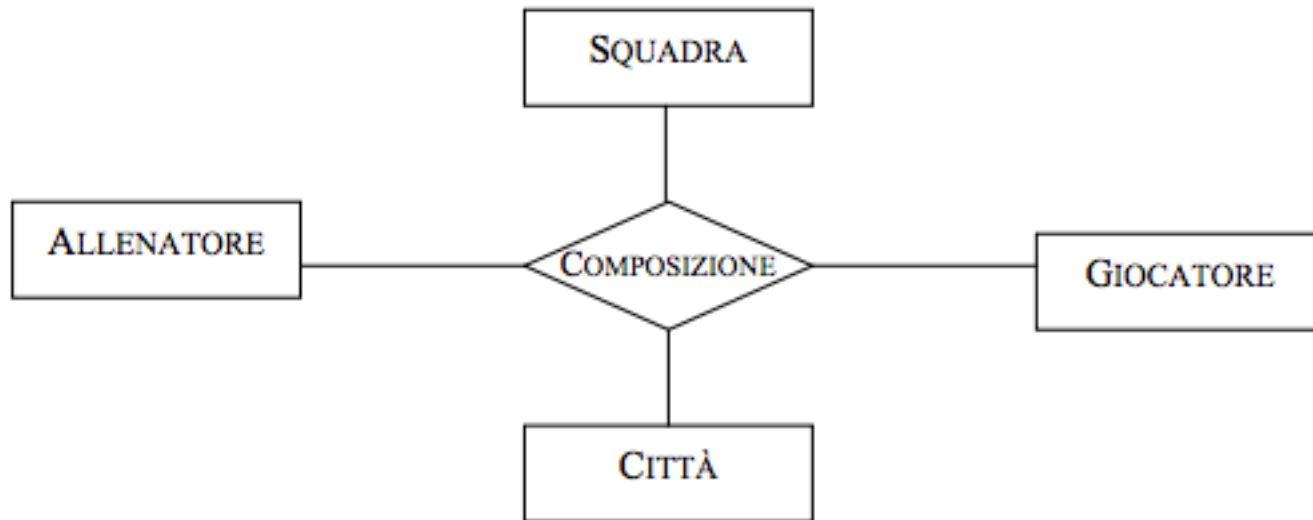 SQUADRA
ALLENATORE
COMPOSIZIONE
GIOCATORE
CITTÀ